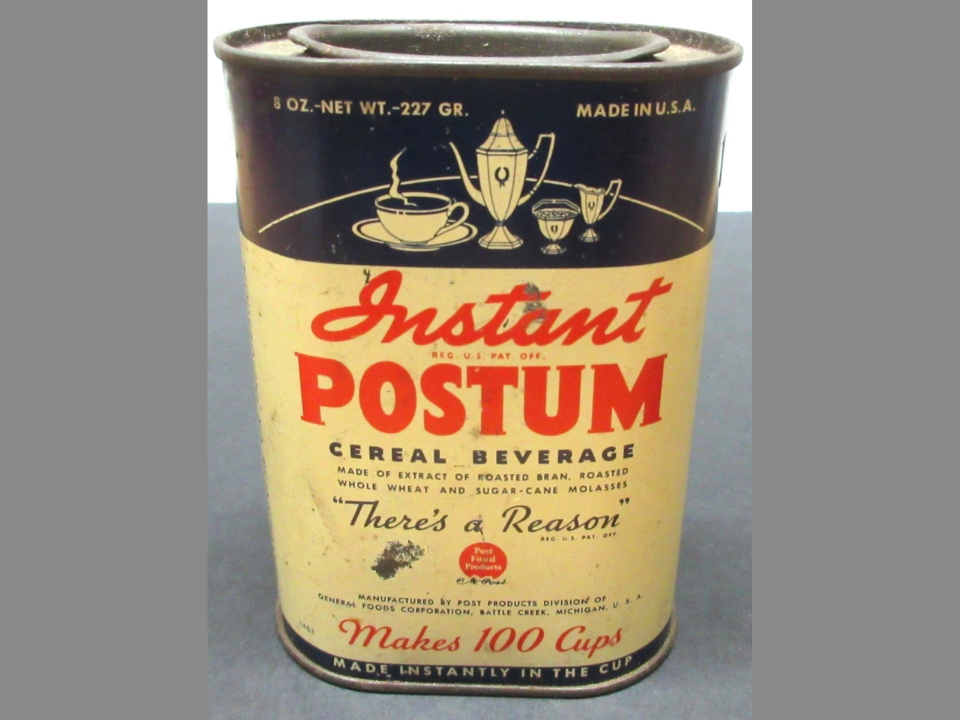 8 OZ.-NET WT.-227 GR. MADE IN U.S.A.
Instant
REG. U.S. PAT. OFF.
POSTUM
CEREAL BEVERAGE
MADE OF EXTRACT OF ROASTED BRAN, ROASTED
WHOLE WHEAT AND SUGAR-CANE MOLASSES
"There's a Reason"
REG. U.S. PAT. OFF.
Post
Food
Products
C.W. Post
MANUFACTURED BY POST PRODUCTS DIVISION OF
GENERAL FOODS CORPORATION, BATTLE CREEK, MICHIGAN, U. S. A.
Makes 100 Cups
MADE INSTANTLY IN THE CUP